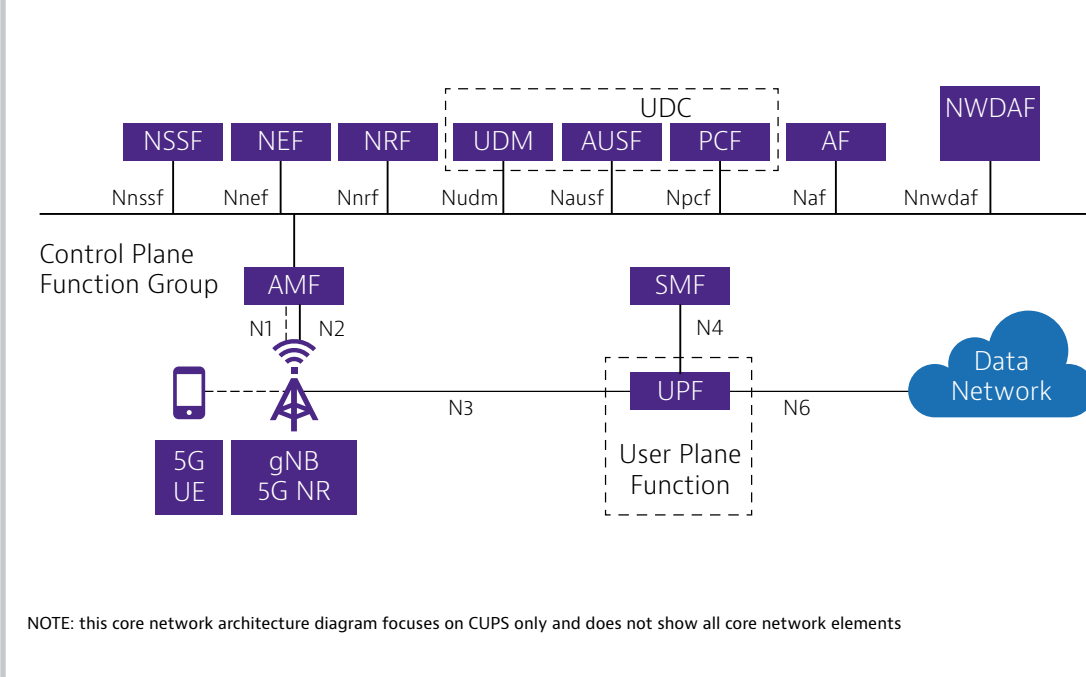 UDC
NWDAF
NSSF
NEF
NRF
UDM
AUSF
PCF
AF
Nnssf
Nnef
Nnrf
Nudm
Nausf
Npcf
Naf
Nnwdaf
Control Plane
Function Group
AMF
SMF
N1
N2
N4
Data
Network
UPF
N3
N6
5G
UE
gNB
5G NR
User Plane
Function
NOTE: this core network architecture diagram focuses on CUPS only and does not show all core network elements